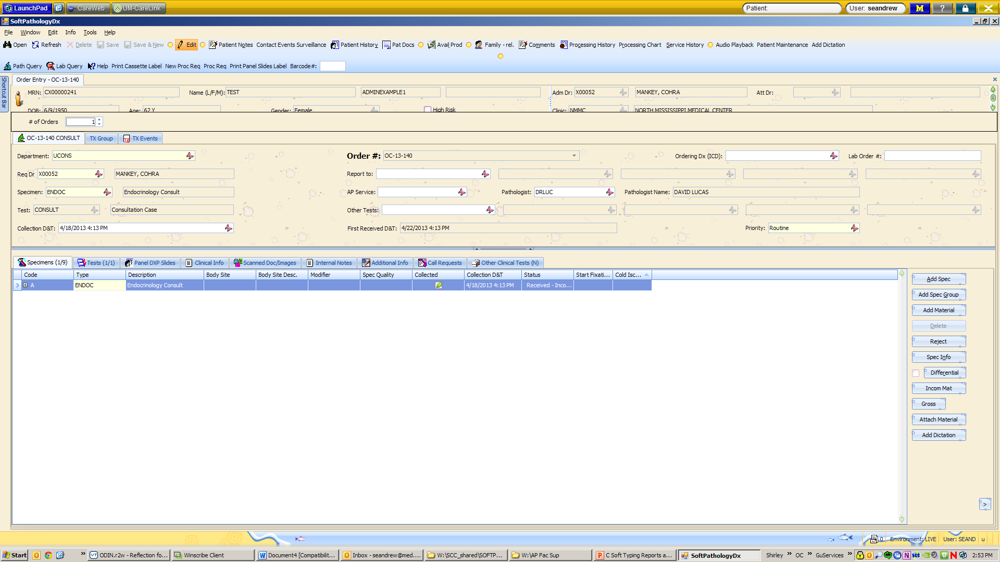 LaunchPad CareWeb UM-CareLink Patient: User: seandrew M ?
SoftPathologyDx
File Window Edit Info Tools Help
Open Refresh Delete Save Save & New Edit Patient Notes Contact Events Surveillance Patient History Pat Docs Avail Prod Family - rel. Comments Processing History Processing Chart Service History Audio Playback Patient Maintenance Add Dictation
Path Query Lab Query Help Print Cassette Label New Proc Req Proc Req Print Panel Slides Label Barcode#:
Shortcut Bar
Order Entry - OC-13-140
MRN: CX00000241 Name (L/F/M): TEST ADMINEXAMPLE1 Adm Dr: X00052 MANKEY, COHRA Att Dr:
DOB: 6/9/1950 Age: 62 Y Gender: Female High Risk Clinic: NMMC NORTH MISSISSIPPI MEDICAL CENTER
# of Orders 1
OC-13-140 CONSULT TX Group TX Events
Department: UCONS Order #: OC-13-140 Ordering Dx (ICD): Lab Order #:
Req Dr X00052 MANKEY, COHRA Report to:
Specimen: ENDOC Endocrinology Consult AP Service: Pathologist: DRLUC Pathologist Name: DAVID LUCAS
Test: CONSULT Consultation Case Other Tests:
Collection D&T: 4/18/2013 4:13 PM First Received D&T: 4/22/2013 4:13 PM Priority: Routine
Specimens (1/9) Tests (1/1) Panel DXP Slides Clinical Info Scanned Doc/Images Internal Notes Additional Info Call Requests Other Clinical Tests (N)
Code Type Description Body Site Body Site Desc. Modifier Spec Quality Collected Collection D&T Status Start Fixati... Cold Isc...
A ENDOC Endocrinology Consult 4/18/2013 4:13 PM Received - Inco...
Add Spec
Add Spec Group
Add Material
Delete
Reject
Spec Info
Differential
Incom Mat
Gross
Attach Material
Add Dictation
>
0 Environment: LIVE User: SEAND u
Start ODIN.r2w - Reflection fo... Winscribe Client Document4 [Compatibilit... Inbox - seandrew@med.... W:\SCC_shared\SOFTP... W:\AP Fac Sup C Soft Typing Reports a... SoftPathologyDx Shirley OC GuServices 2:53 PM